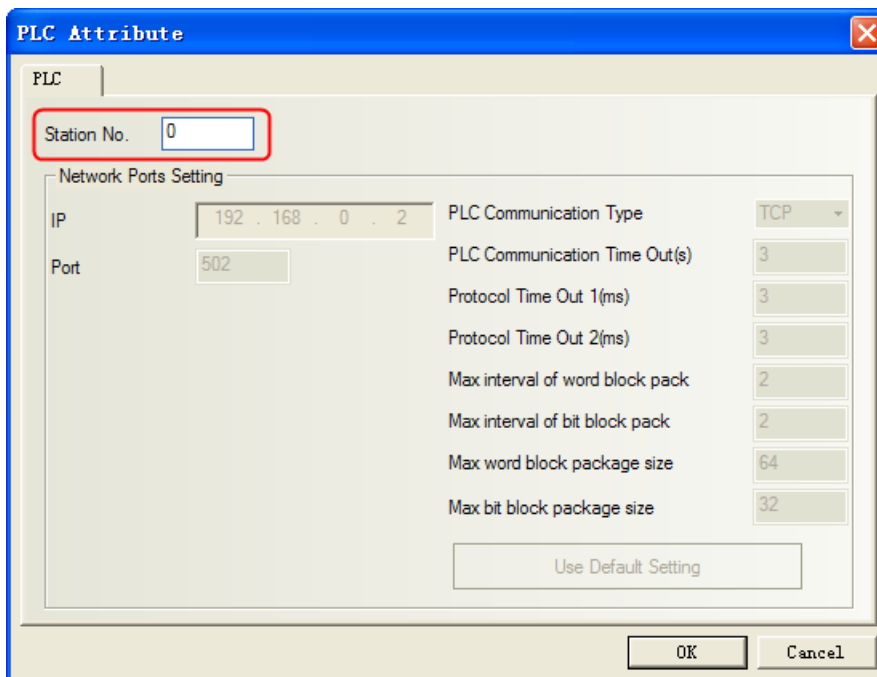 PLC Attribute
PLC
Station No. 0
Network Ports Setting
IP 192 . 168 . 0 . 2
Port 502
PLC Communication Type TCP
PLC Communication Time Out(s) 3
Protocol Time Out 1(ms) 3
Protocol Time Out 2(ms) 3
Max interval of word block pack 2
Max interval of bit block pack 2
Max word block package size 64
Max bit block package size 32
Use Default Setting
OK Cancel